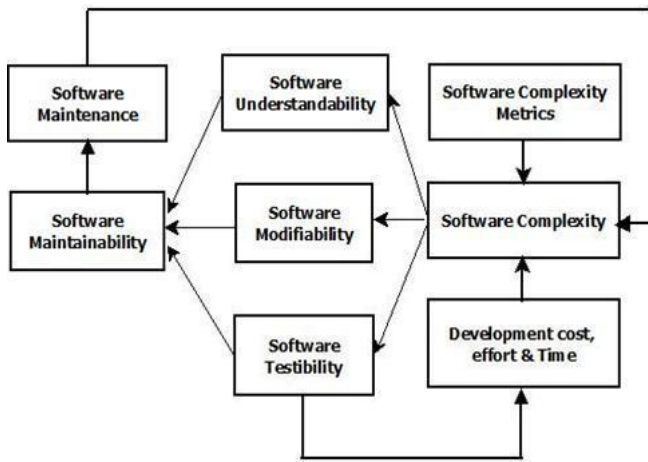 Software
Maintenance
Software
Understandability
Software Complexity
Metrics
Software
Maintainability
Software
Modifiability
Software Complexity
Software
Testibility
Development cost,
effort & Time